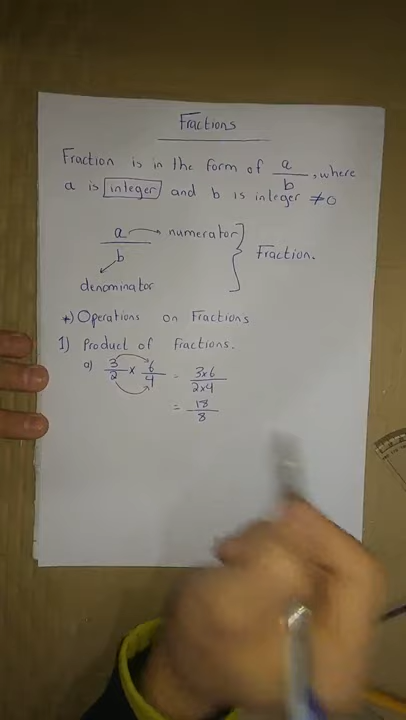 Fractions
Fraction is in the form of a/b, where
a is integer and b is integer ≠0
a → numerator
b
denominator
Fraction.
*) Operations on Fractions
1) Product of Fractions.
a) 3/2 × 6/4 = 3×6/2×4
= 18/8